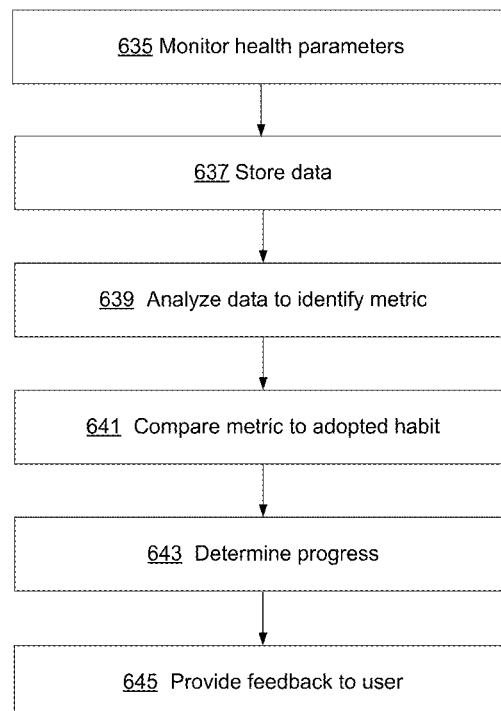 635 Monitor health parameters
637 Store data
639 Analyze data to identify metric
641 Compare metric to adopted habit
643 Determine progress
645 Provide feedback to user